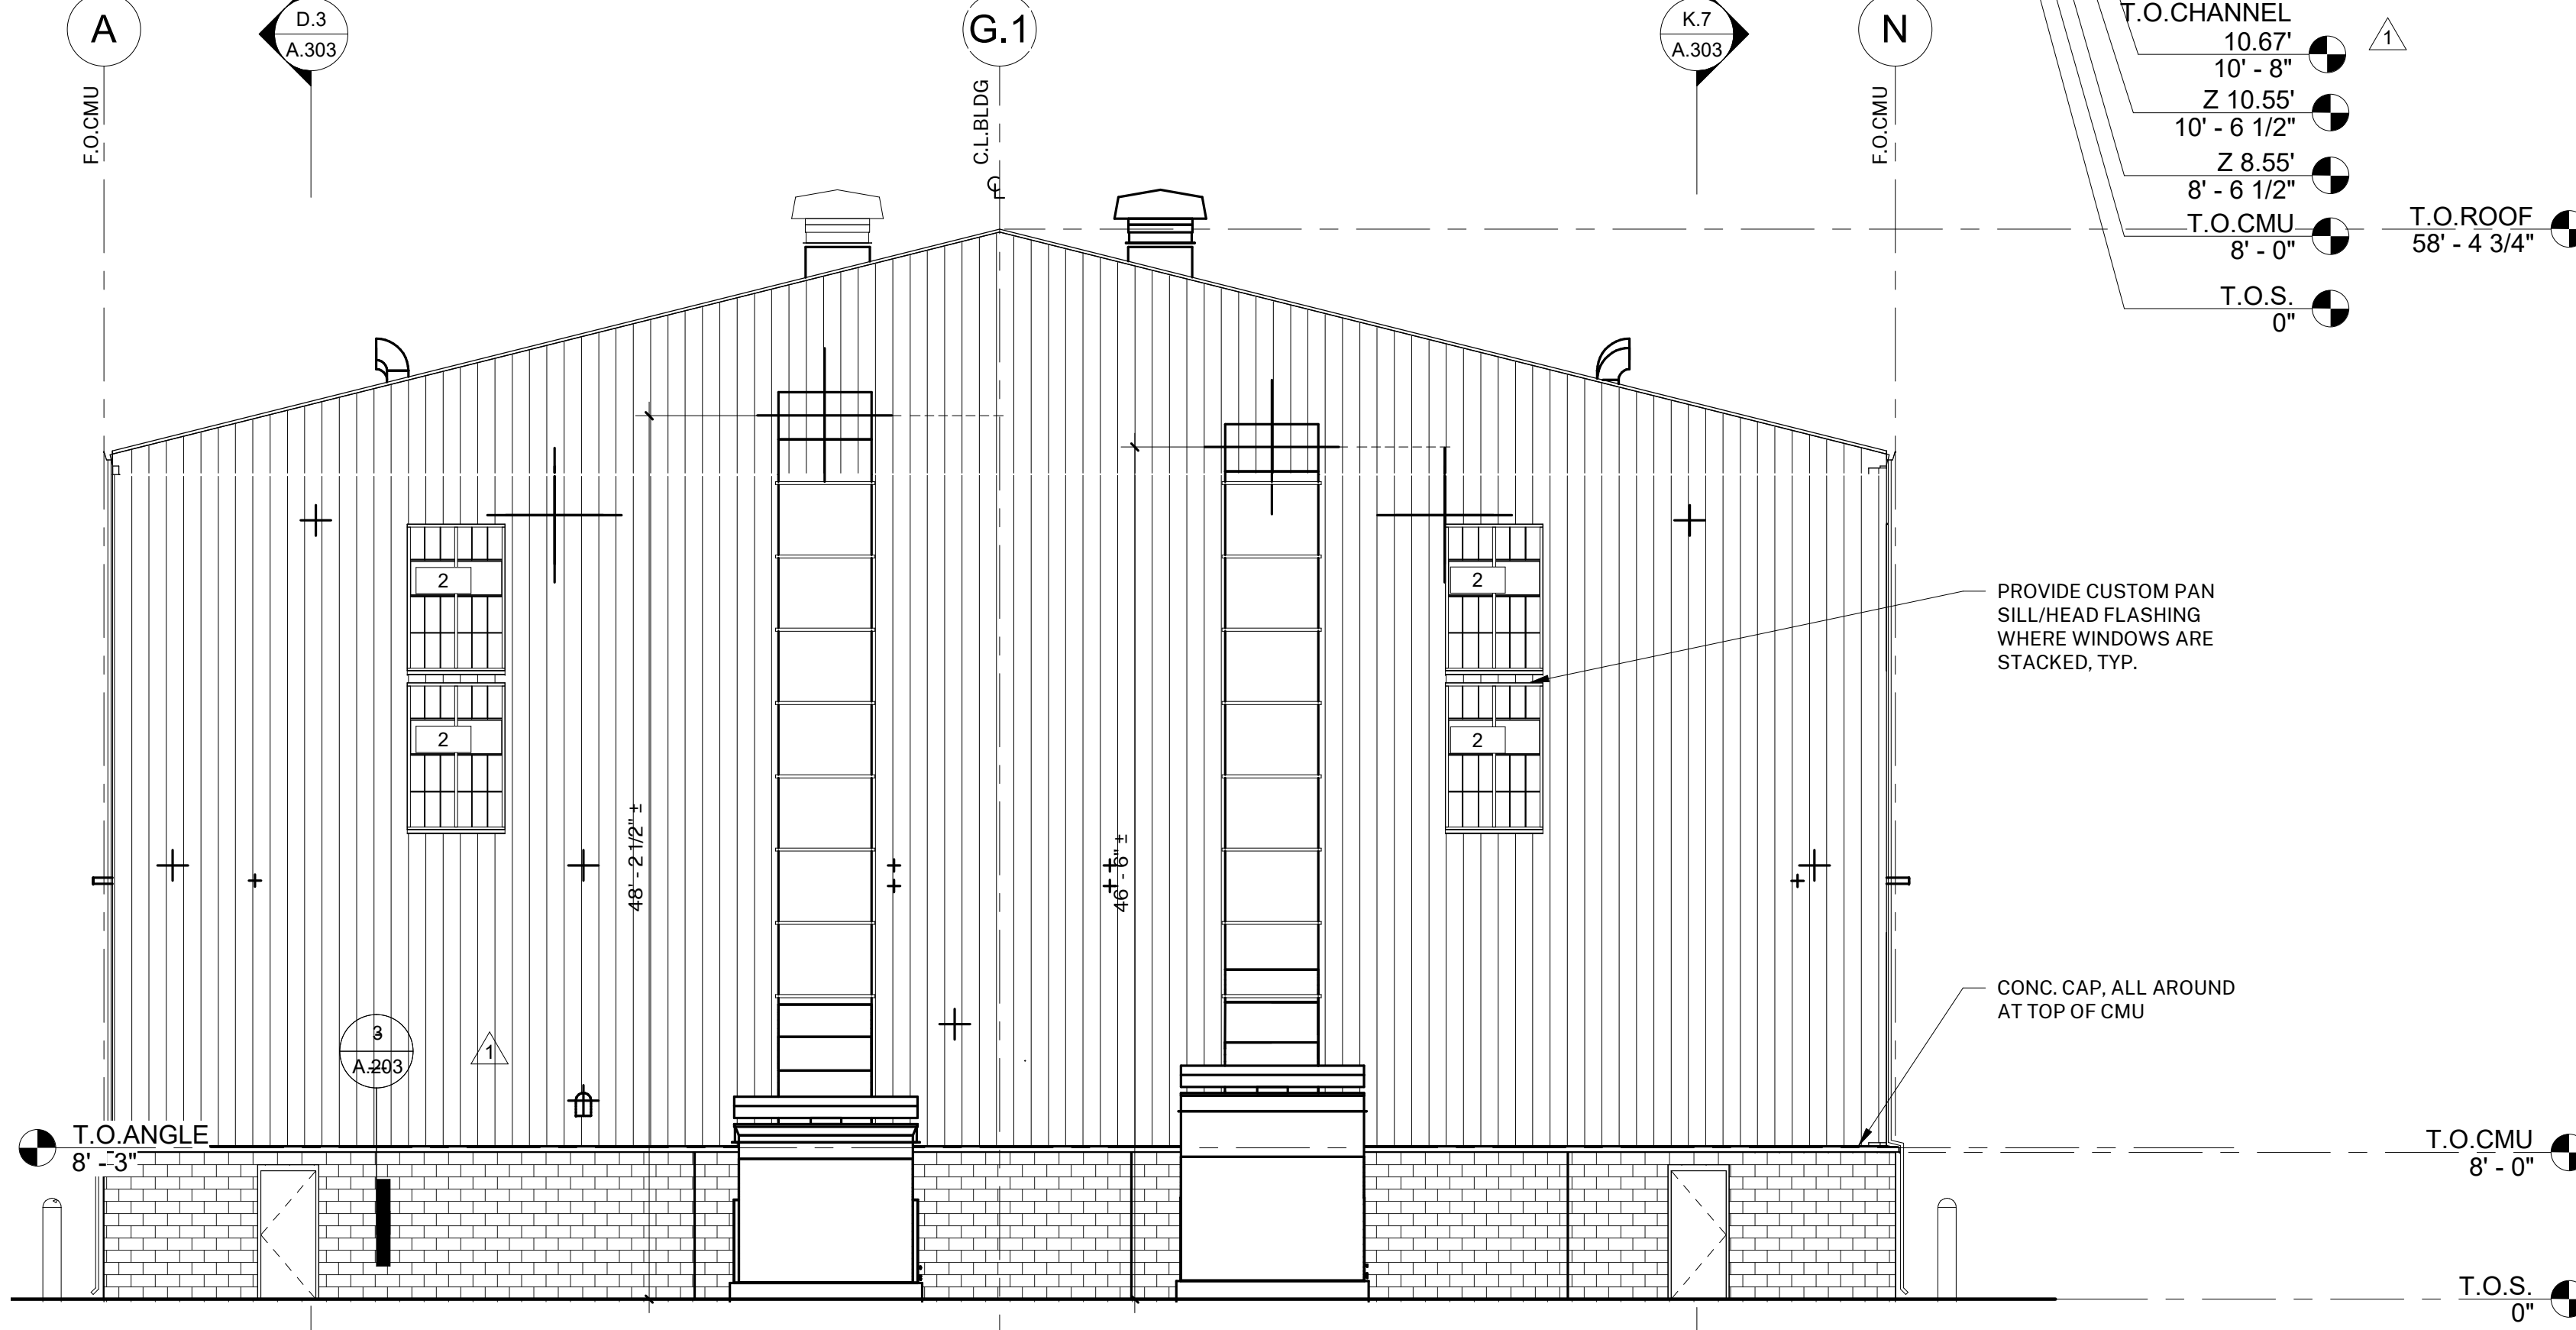 A
D.3
A.303
G.1
K.7
A.303
N
T.O.CHANNEL
10.67'
10' - 8"
1
F.O.CMU
C.L.BLDG
F.O.CMU
Z 10.55'
10' - 6 1/2"
Z 8.55'
8' - 6 1/2"
T.O.CMU
8' - 0"
T.O.ROOF
58' - 4 3/4"
T.O.S.
0"
2
2
PROVIDE CUSTOM PAN
SILL/HEAD FLASHING
WHERE WINDOWS ARE
STACKED, TYP.
2
2
48' - 2 1/2" ±
46' - 6" ±
CONC. CAP, ALL AROUND
AT TOP OF CMU
3
A.203
1
T.O.ANGLE
8' - 3"
T.O.CMU
8' - 0"
T.O.S.
0"